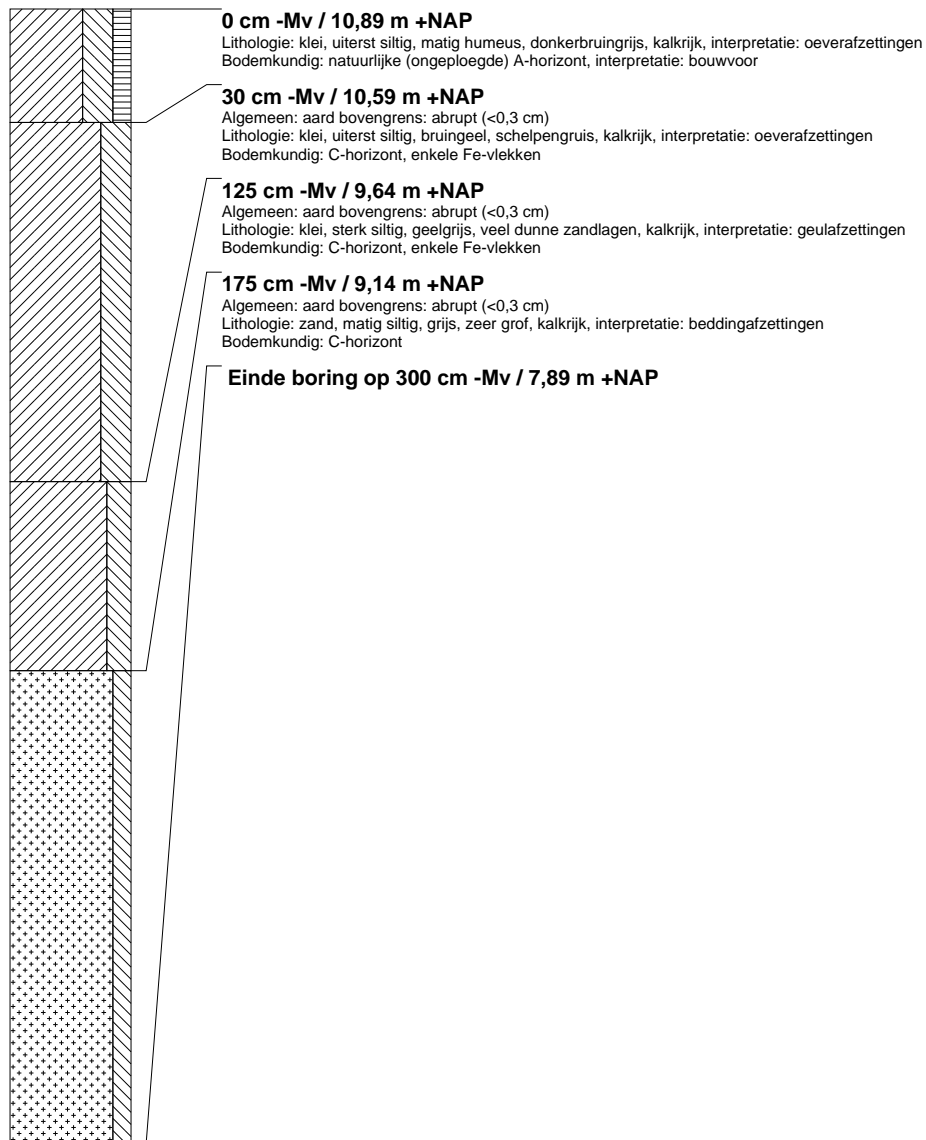 0 cm -Mv / 10,89 m +NAP
Lithologie: klei, uiterst siltig, matig humeus, donkerbruingrijs, kalkrijk, interpretatie: oeverafzettingen
Bodemkundig: natuurlijke (ongeploegde) A-horizont, interpretatie: bouwvoor
30 cm -Mv / 10,59 m +NAP
Algemeen: aard bovengrens: abrupt (<0,3 cm)
Lithologie: klei, uiterst siltig, bruingeel, schelpengruis, kalkrijk, interpretatie: oeverafzettingen
Bodemkundig: C-horizont, enkele Fe-vlekken
125 cm -Mv / 9,64 m +NAP
Algemeen: aard bovengrens: abrupt (<0,3 cm)
Lithologie: klei, sterk siltig, geelgrijs, veel dunne zandlagen, kalkrijk, interpretatie: geulafzettingen
Bodemkundig: C-horizont, enkele Fe-vlekken
175 cm -Mv / 9,14 m +NAP
Algemeen: aard bovengrens: abrupt (<0,3 cm)
Lithologie: zand, matig siltig, grijs, zeer grof, kalkrijk, interpretatie: beddingafzettingen
Bodemkundig: C-horizont
Einde boring op 300 cm -Mv / 7,89 m +NAP